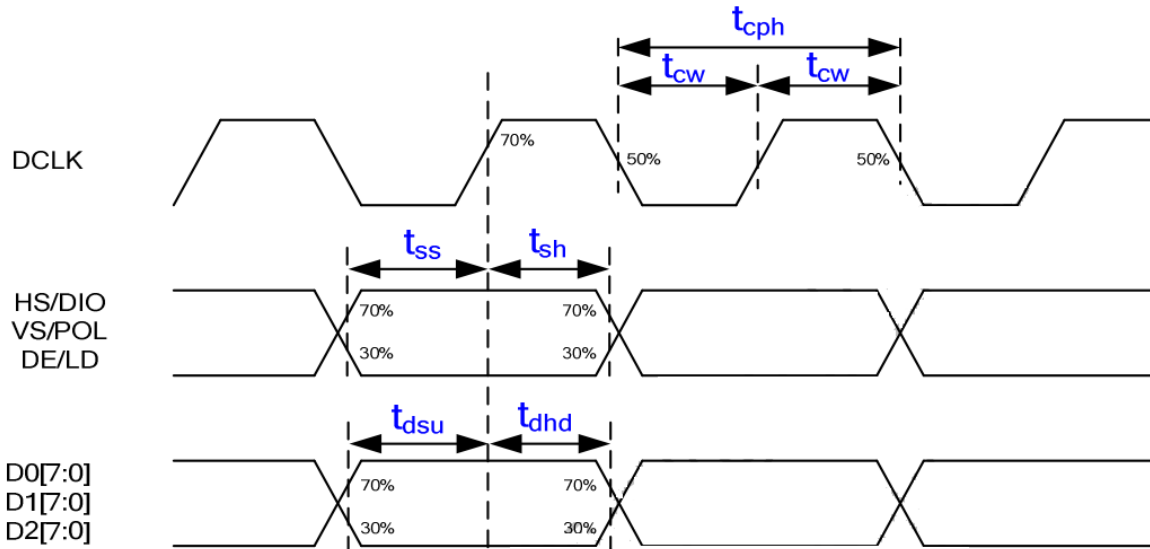 tcph
tcw tcw
DCLK
70%
50% 50%
tss tsh
HS/DIO
VS/POL
DE/LD
70% 70%
30% 30%
tdsu tdhd
D0[7:0]
D1[7:0]
D2[7:0]
70% 70%
30% 30%